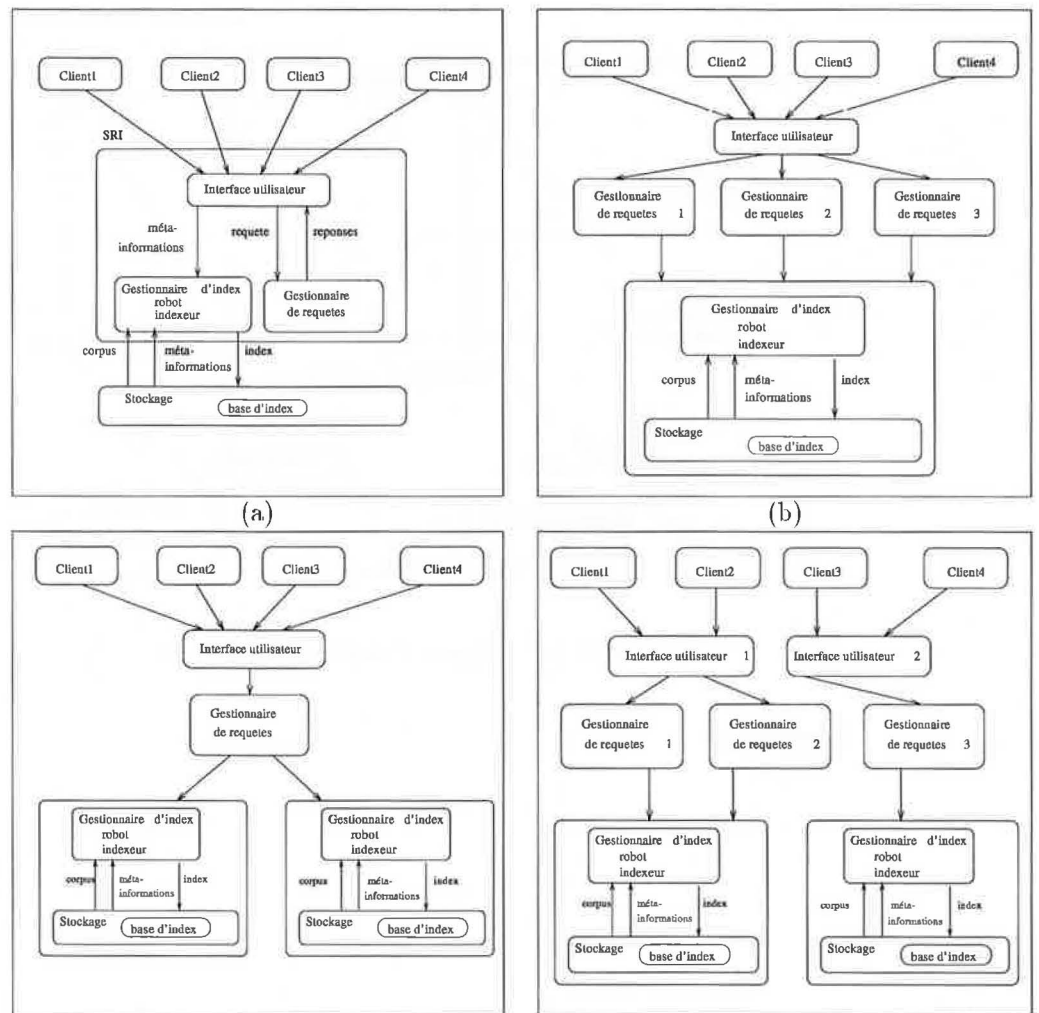 Client1
Client2
Client3
Client4
SRI
Interface utilisateur
méta-
informations
requete
reponses
Gestionnaire d'index
robot
indexeur
Gestionnaire
de requetes
corpus
méta-
informations
index
Stockage
base d'index
(a)
Client1
Client2
Client3
Client4
Interface utilisateur
Gestionnaire
de requetes 1
Gestionnaire
de requetes 2
Gestionnaire
de requetes 3
Gestionnaire d'index
robot
indexeur
corpus
méta-
informations
index
Stockage
base d'index
(b)
Client1
Client2
Client3
Client4
Interface utilisateur
Gestionnaire
de requetes
Gestionnaire d'index
robot
indexeur
corpus
méta-
informations
index
Stockage
base d'index
Gestionnaire d'index
robot
indexeur
corpus
méta-
informations
index
Stockage
base d'index
Client1
Client2
Client3
Client4
Interface utilisateur 1
Interface utilisateur 2
Gestionnaire
de requetes 1
Gestionnaire
de requetes 2
Gestionnaire
de requetes 3
Gestionnaire d'index
robot
indexeur
corpus
méta-
informations
index
Stockage
base d'index
Gestionnaire d'index
robot
indexeur
corpus
méta-
informations
index
Stockage
base d'index